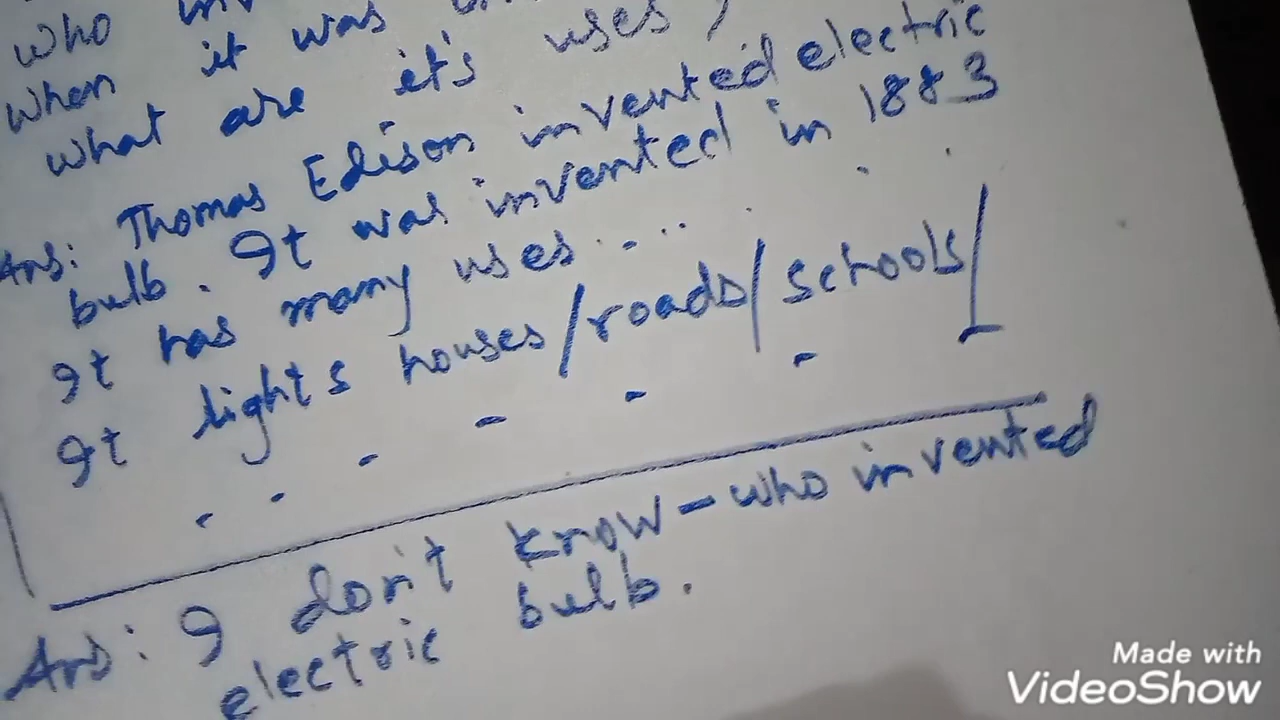 who
when it was
what are it's uses?
Ans: Thomas Edison invented electric
bulb. It was invented in 1883
It has many uses.....
It lights houses/roads/schools/
Ans: I don't know - who invented
electric bulb.
Made with
VideoShow